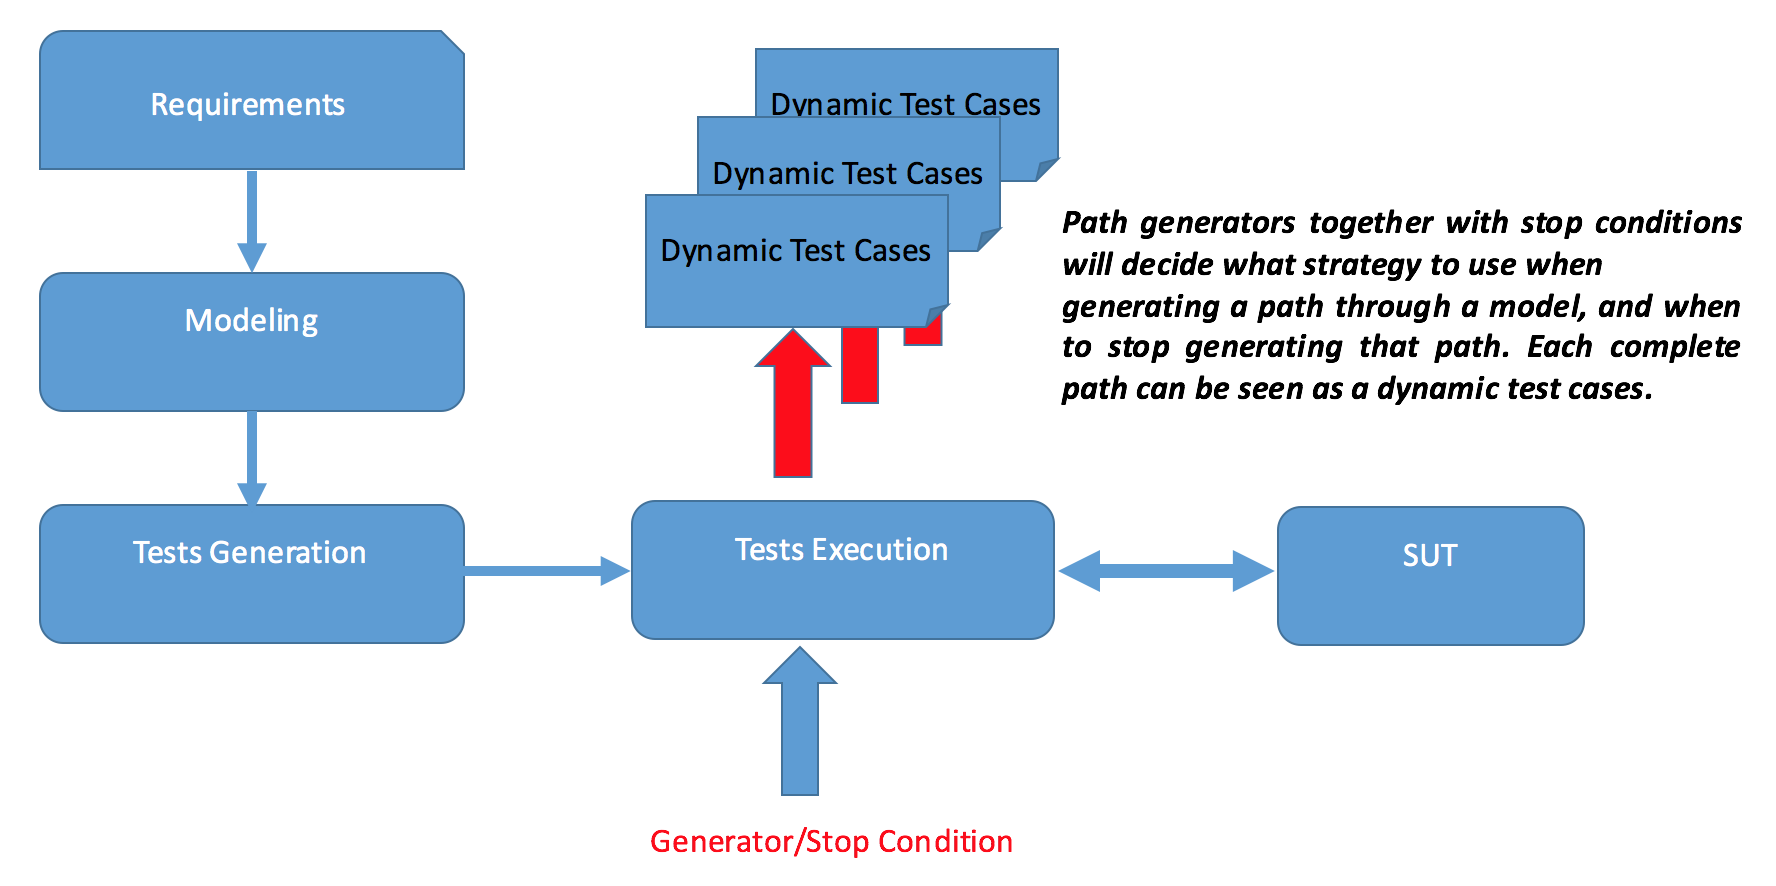 Requirements
Dynamic Test Cases
Dynamic Test Cases
Dynamic Test Cases
Path generators together with stop conditions
will decide what strategy to use when
generating a path through a model, and when
to stop generating that path. Each complete
path can be seen as a dynamic test cases.
Modeling
Tests Generation
Tests Execution
SUT
Generator/Stop Condition